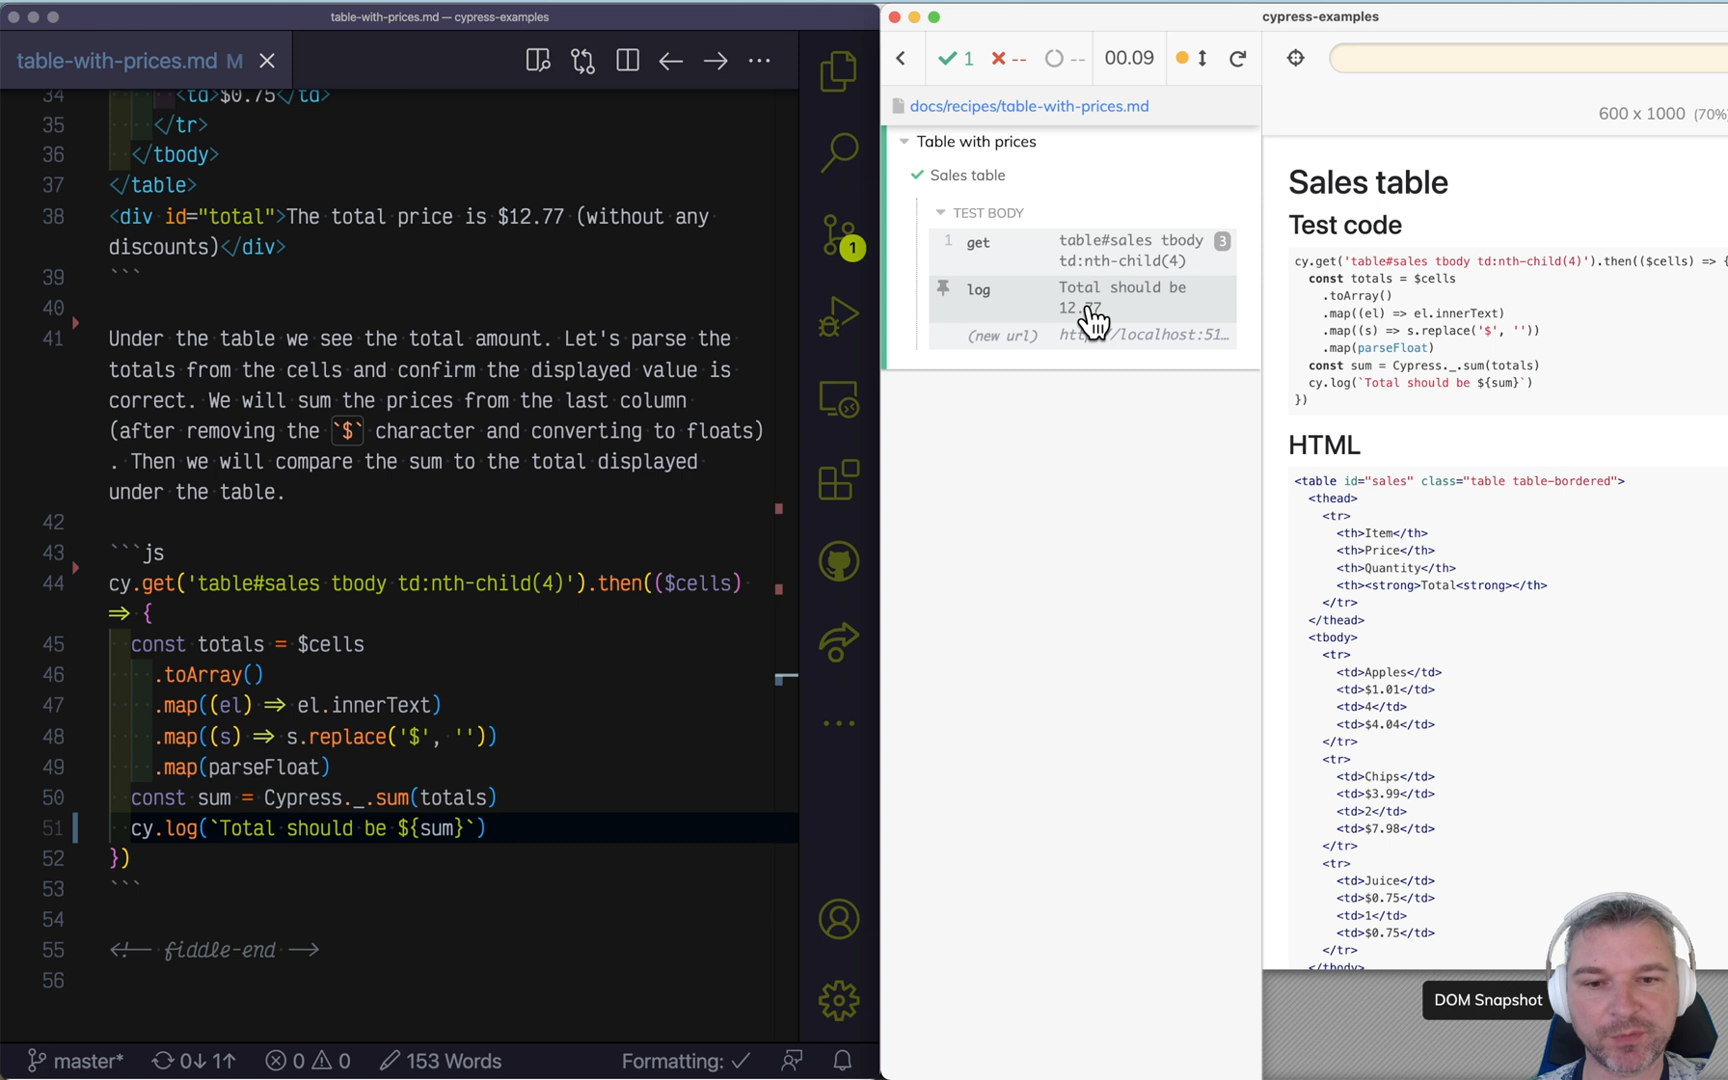 table-with-prices.md — cypress-examples
table-with-prices.md M
34 <td>$0.75</td>
35 </tr>
36 </tbody>
37 </table>
38 <div id="total">The total price is $12.77 (without any
discounts)</div>
39 ```
40
41 Under the table we see the total amount. Let's parse the
totals from the cells and confirm the displayed value is
correct. We will sum the prices from the last column
(after removing the `$` character and converting to floats)
. Then we will compare the sum to the total displayed
under the table.
42
43 ```js
44 cy.get('table#sales tbody td:nth-child(4)').then(($cells)
=> {
45 const totals = $cells
46 .toArray()
47 .map((el) => el.innerText)
48 .map((s) => s.replace('$', ''))
49 .map(parseFloat)
50 const sum = Cypress._.sum(totals)
51 cy.log(`Total should be ${sum}`)
52 })
53 ```
54
55 <!-- fiddle-end -->
56
master* 0↓ 1↑ 0 0 153 Words Formatting: ✓
1
cypress-examples
1 -- -- 00.09
docs/recipes/table-with-prices.md
Table with prices
Sales table
TEST BODY
1 get table#sales tbody 3
td:nth-child(4)
log Total should be
12.77
(new url) /localhost:51...
600 x 1000 (70%
Sales table
Test code
cy.get('table#sales tbody td:nth-child(4)').then(($cells) => {
const totals = $cells
.toArray()
.map((el) => el.innerText)
.map((s) => s.replace('$', ''))
.map(parseFloat)
const sum = Cypress._.sum(totals)
cy.log(`Total should be ${sum}`)
})
HTML
<table id="sales" class="table table-bordered">
<thead>
<tr>
<th>Item</th>
<th>Price</th>
<th>Quantity</th>
<th><strong>Total<strong></th>
</tr>
</thead>
<tbody>
<tr>
<td>Apples</td>
<td>$1.01</td>
<td>4</td>
<td>$4.04</td>
</tr>
<tr>
<td>Chips</td>
<td>$3.99</td>
<td>2</td>
<td>$7.98</td>
</tr>
<tr>
<td>Juice</td>
<td>$0.75</td>
<td>1</td>
<td>$0.75</td>
</tr>
</tbody>
DOM Snapshot